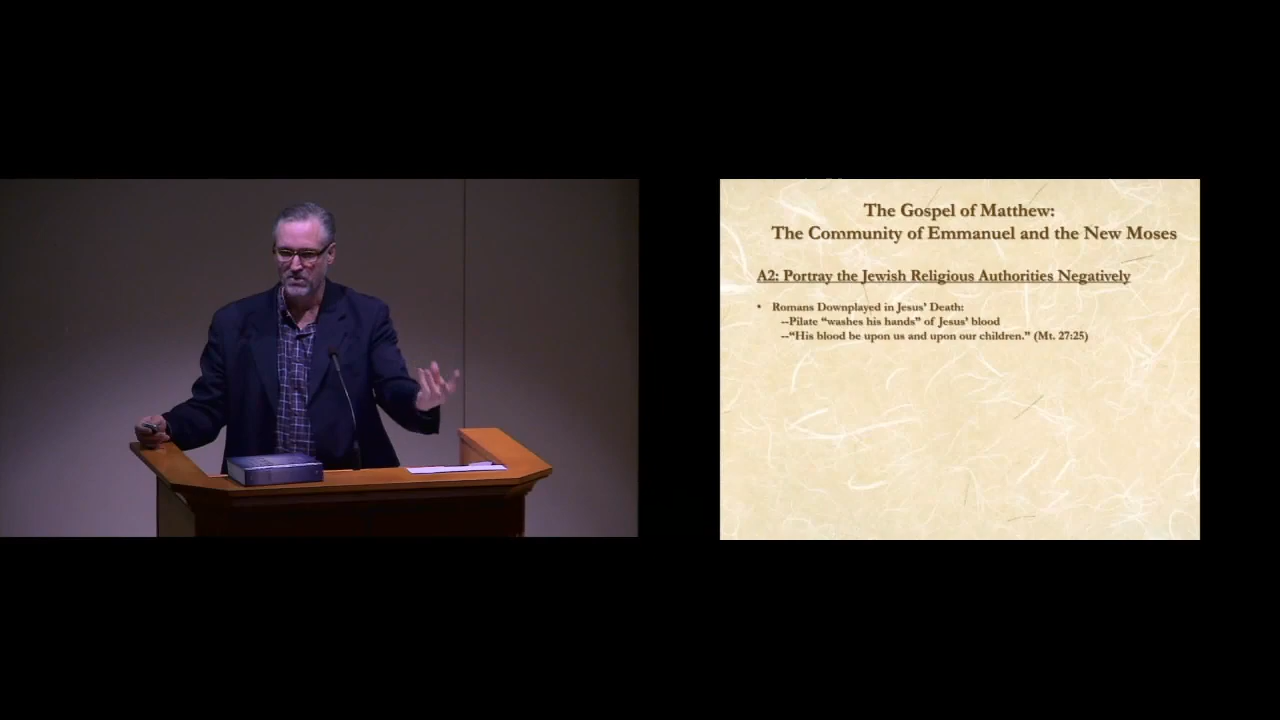 The Gospel of Matthew:
The Community of Emmanuel and the New Moses
A2: Portray the Jewish Religious Authorities Negatively
• Romans Downplayed in Jesus’ Death:
--Pilate “washes his hands” of Jesus’ blood
--“His blood be upon us and upon our children.” (Mt. 27:25)